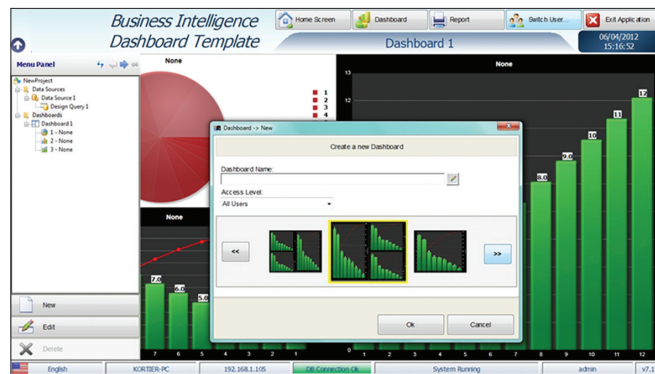 Business Intelligence
Dashboard Template
Home Screen
Dashboard
Report
Switch User...
Exit Application
Dashboard 1
06/04/2012
15:16:52
Menu Panel
NewProject
Data Sources
Data Source 1
Design Query 1
Dashboards
Dashboard 1
1 - None
2 - None
3 - None
New
Edit
Delete
None
1
2
3
4
None
7.0
6.0
5.0
7 6 5 4 3 2 1
None
13
12
8.0
9.0
10
11
12
0
1 2 3 4 5 6 7 8 9 10 11 12
Dashboard -> New
Create a new Dashboard
Dashboard Name:
Access Level:
All Users
<<
>>
Ok
Cancel
English
KORTIER-PC
192.168.1.105
DB Connection Ok
System Running
admin
v7.1